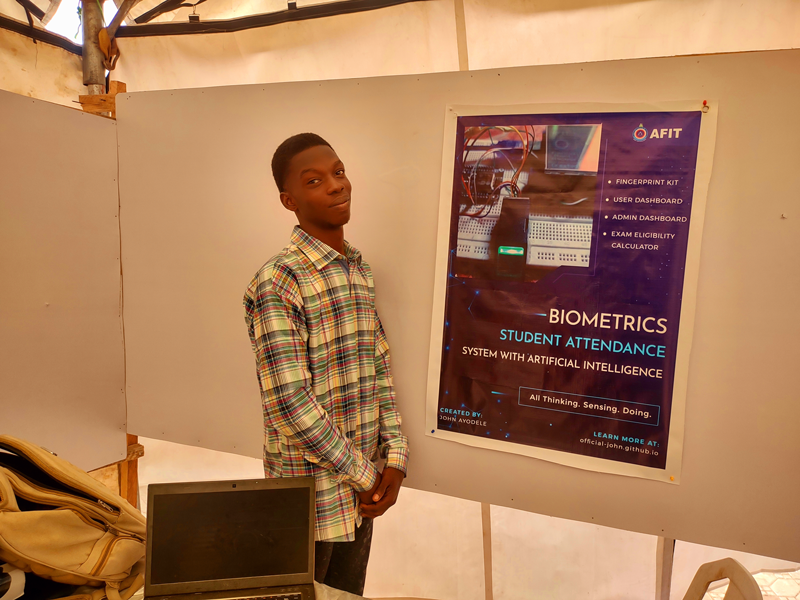 AFIT
FINGERPRINT KIT
USER DASHBOARD
ADMIN DASHBOARD
EXAM ELIGIBILITY
CALCULATOR
BIOMETRICS
STUDENT ATTENDANCE
SYSTEM WITH ARTIFICIAL INTELLIGENCE
All Thinking. Sensing. Doing.
CREATED BY:
JOHN AYODELE
LEARN MORE AT:
official-john.github.io